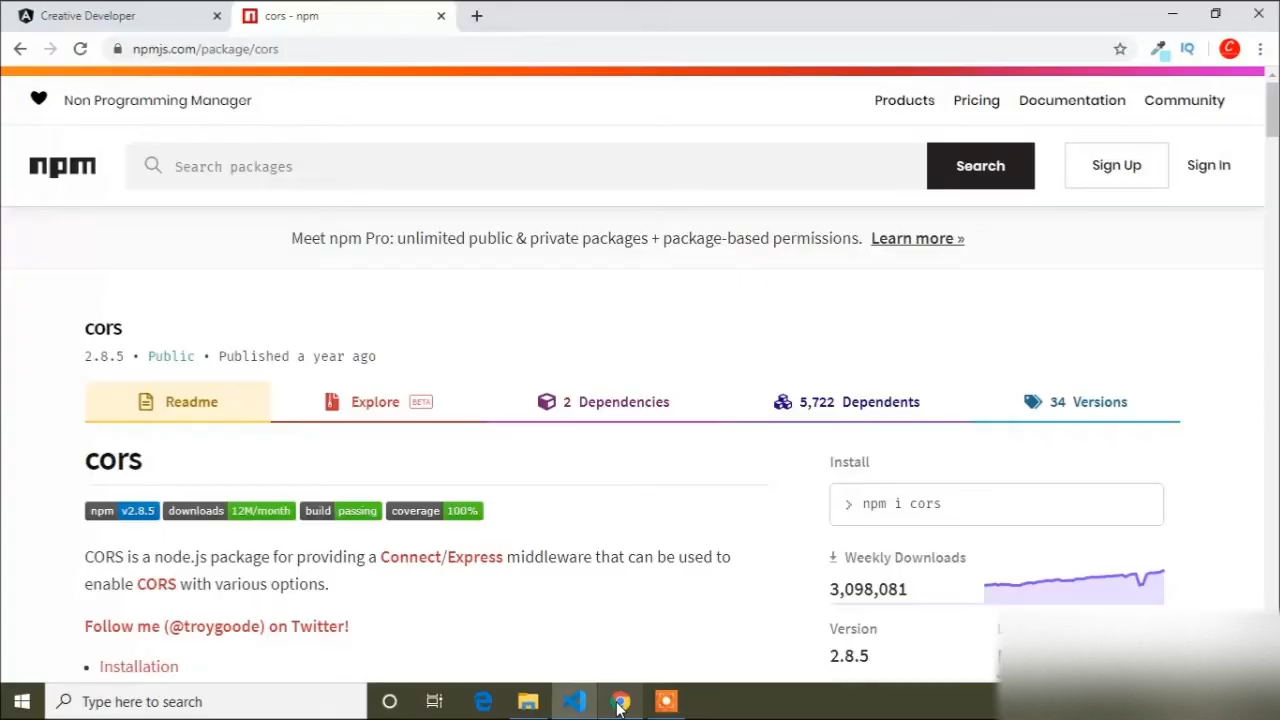 Creative Developer
cors - npm
npmjs.com/package/cors
IQ
C
Non Programming Manager
Products Pricing Documentation Community
npm
Search packages
Search
Sign Up
Sign In
Meet npm Pro: unlimited public & private packages + package-based permissions. Learn more »
cors
2.8.5 • Public • Published a year ago
Readme
Explore BETA
2 Dependencies
5,722 Dependents
34 Versions
cors
npm v2.8.5 downloads 12M/month build passing coverage 100%
CORS is a node.js package for providing a Connect/Express middleware that can be used to
enable CORS with various options.
Follow me (@troygoode) on Twitter!
• Installation
Install
> npm i cors
Weekly Downloads
3,098,081
Version
2.8.5
Type here to search